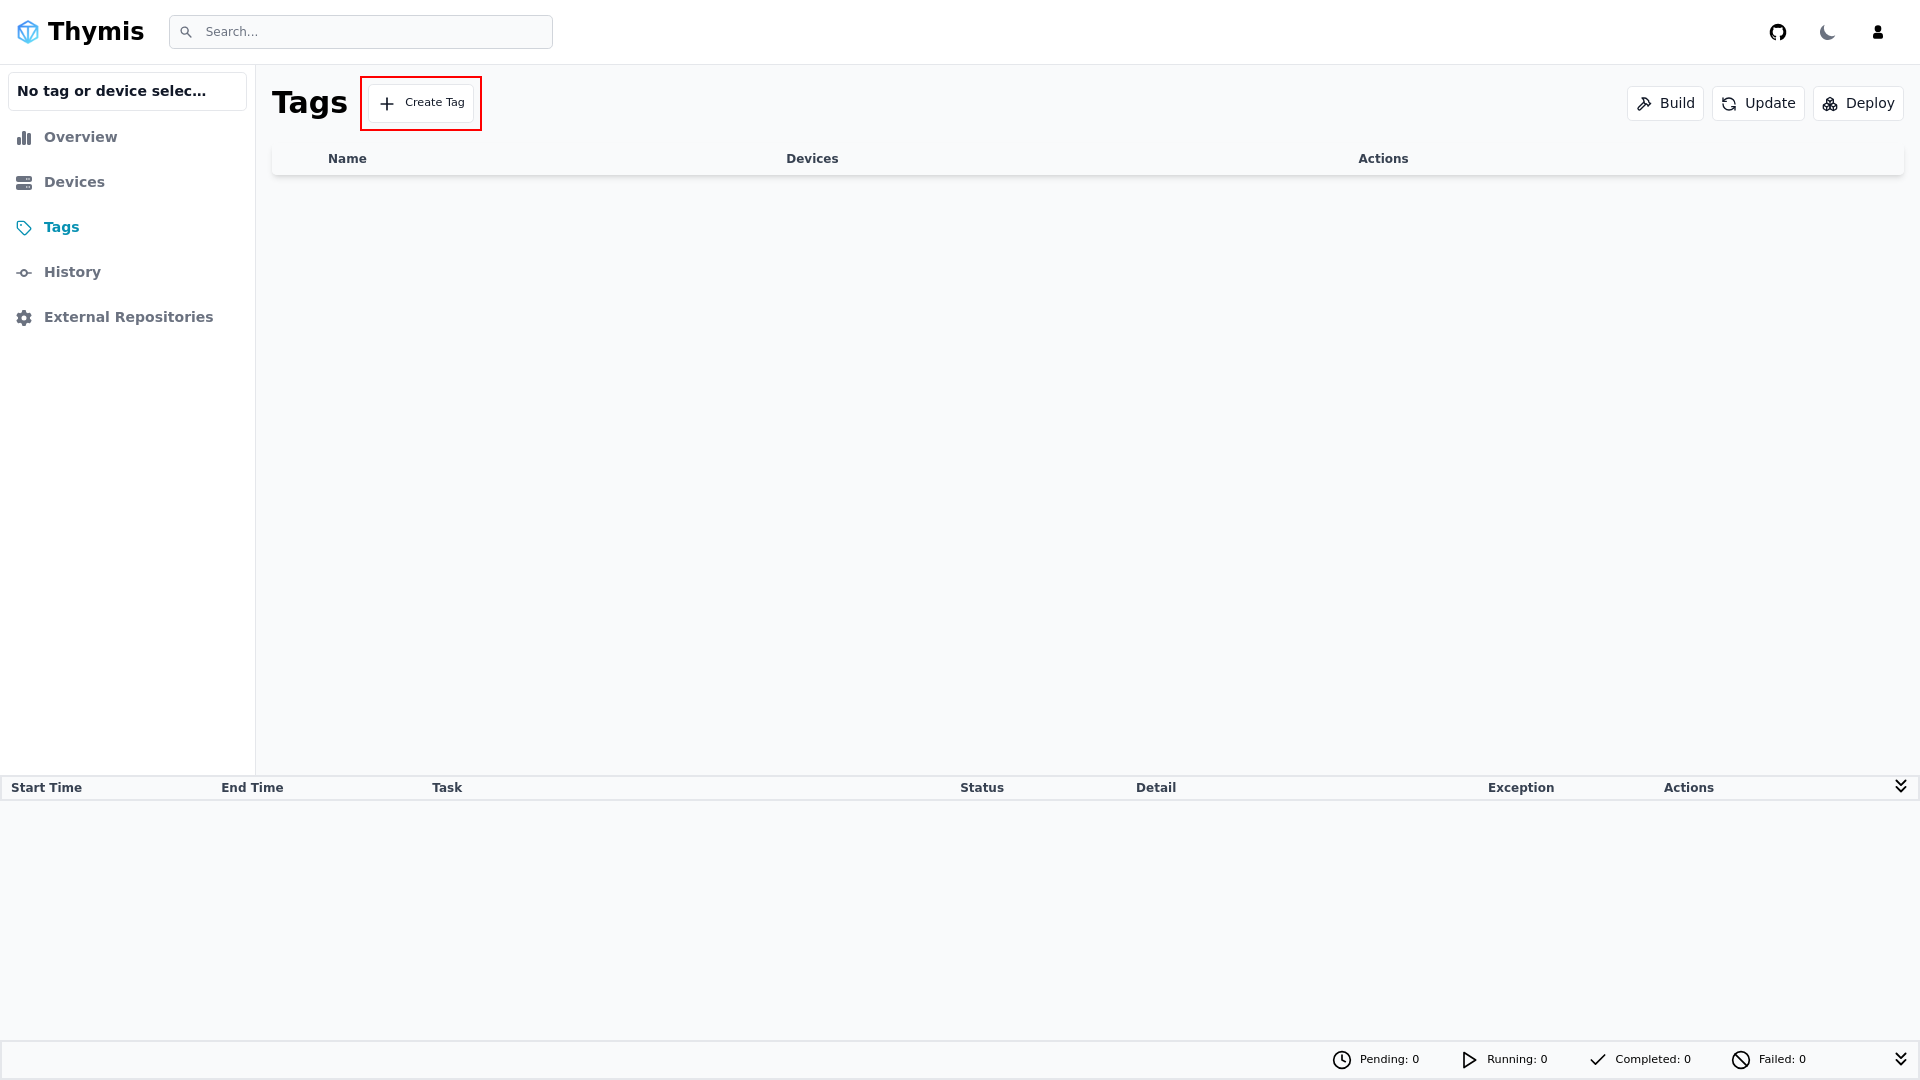 Thymis
Search...
No tag or device selec...
Overview
Devices
Tags
History
External Repositories
Tags
Create Tag
Build
Update
Deploy
Name Devices Actions
Start Time End Time Task Status Detail Exception Actions
Pending: 0 Running: 0 Completed: 0 Failed: 0